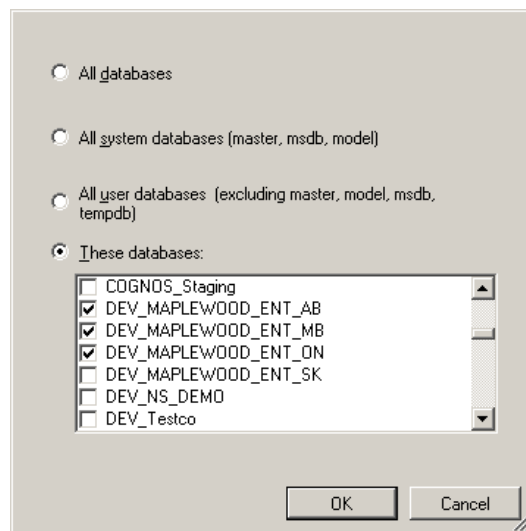 All databases
All system databases (master, msdb, model)
All user databases  (excluding master, model, msdb,
tempdb)
These databases:
COGNOS_Staging
DEV_MAPLEWOOD_ENT_AB
DEV_MAPLEWOOD_ENT_MB
DEV_MAPLEWOOD_ENT_ON
DEV_MAPLEWOOD_ENT_SK
DEV_NS_DEMO
DEV_Testco
OK
Cancel